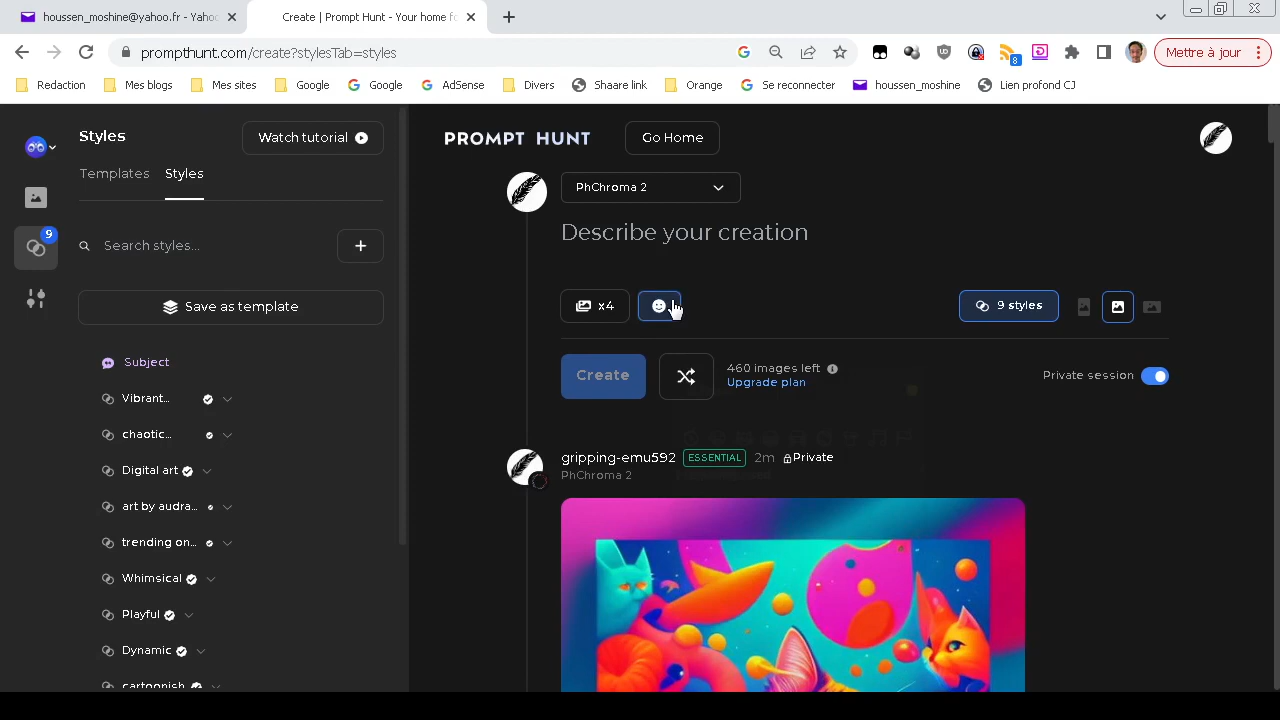 houssen_moshine@yahoo.fr - Yahoo
Create | Prompt Hunt - Your home fo
prompthunt.com/create?stylesTab=styles
8
Mettre à jour
Redaction
Mes blogs
Mes sites
Google
Google
AdSense
Divers
Shaare link
Orange
Se reconnecter
houssen_moshine
Lien profond CJ
Styles
Watch tutorial
PROMPT HUNT
Go Home
Templates
Styles
PhChroma 2
9
Search styles...
+
Describe your creation
Save as template
x4
9 styles
Subject
Create
460 images left
Upgrade plan
Private session
Vibrant...
chaotic...
Digital art
gripping-emu592
ESSENTIAL
2m
Private
PhChroma 2
art by audra...
trending on...
Whimsical
Playful
Dynamic
cartoonish